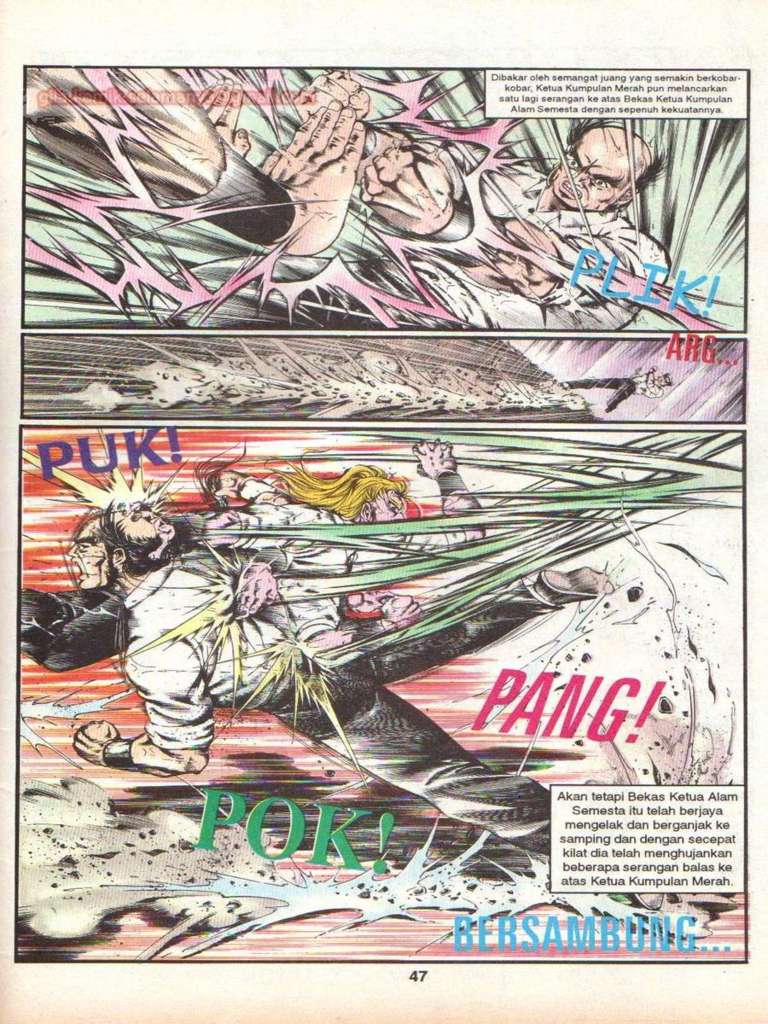 Dibakar oleh semangat juang yang semakin berkobar-
kobar, Ketua Kumpulan Merah pun melancarkan
satu lagi serangan ke atas Bekas Ketua Kumpulan
Alam Semesta dengan sepenuh kekuatannya.
PLIK!
ARG...
PUK!
PANG!
POK!
Akan tetapi Bekas Ketua Alam
Semesta itu telah berjaya
mengelak dan berganjak ke
samping dan dengan secepat
kilat dia telah menghujankan
beberapa serangan balas ke
atas Ketua Kumpulan Merah.
BERSAMBUNG...
47